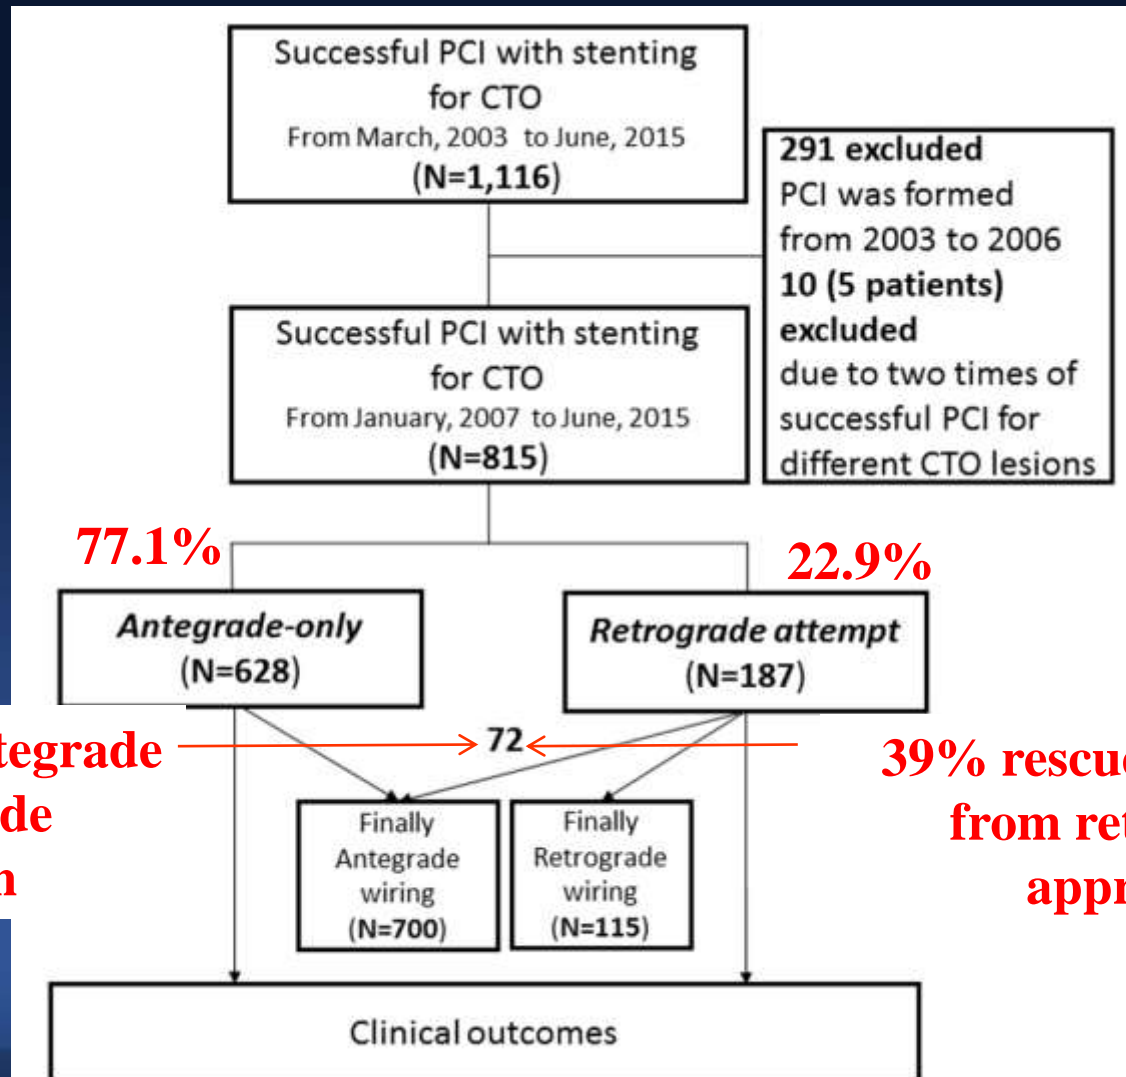 Successful PCI with stenting
for CTO
From March, 2003 to June, 2015
(N=1,116)
291 excluded
PCI was formed
from 2003 to 2006
10 (5 patients)
excluded
due to two times of
successful PCI for
different CTO lesions
Successful PCI with stenting
for CTO
From January, 2007 to June, 2015
(N=815)
77.1%
22.9%
Antegrade-only
(N=628)
Retrograde attempt
(N=187)
72
39%
from
Finally
Antegrade
wiring
(N=700)
Finally
Retrograde
wiring
(N=115)
Clinical outcomes